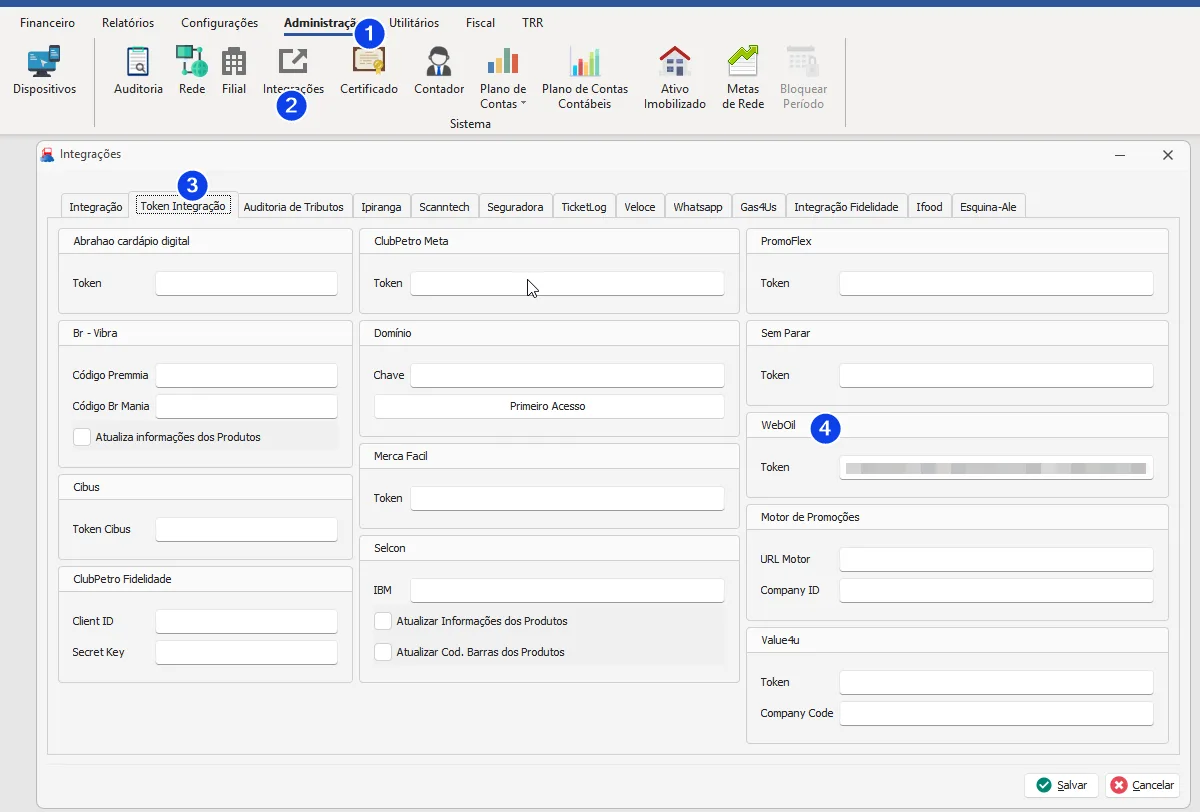 Financeiro Relatórios Configurações Administração Utilitários Fiscal TRR
1
Dispositivos Auditoria Rede Filial Integrações Certificado Contador Plano de Contas Plano de Contas Contábeis Ativo Imobilizado Metas de Rede Bloquear Período
2
Sistema
Integrações
3
Integração Token Integração Auditoria de Tributos Ipiranga Scanntech Seguradora TicketLog Veloce Whatsapp Gas4Us Integração Fidelidade Ifood Esquina-Ale
Abrahao cardápio digital
Token
Br - Vibra
Código Premmia
Código Br Mania
Atualiza informações dos Produtos
Cibus
Token Cibus
ClubPetro Fidelidade
Client ID
Secret Key
ClubPetro Meta
Token
Domínio
Chave
Primeiro Acesso
Merca Facil
Token
Selcon
IBM
Atualizar Informações dos Produtos
Atualizar Cod. Barras dos Produtos
PromoFlex
Token
Sem Parar
Token
WebOil 4
Token
Motor de Promoções
URL Motor
Company ID
Value4u
Token
Company Code
Salvar Cancelar